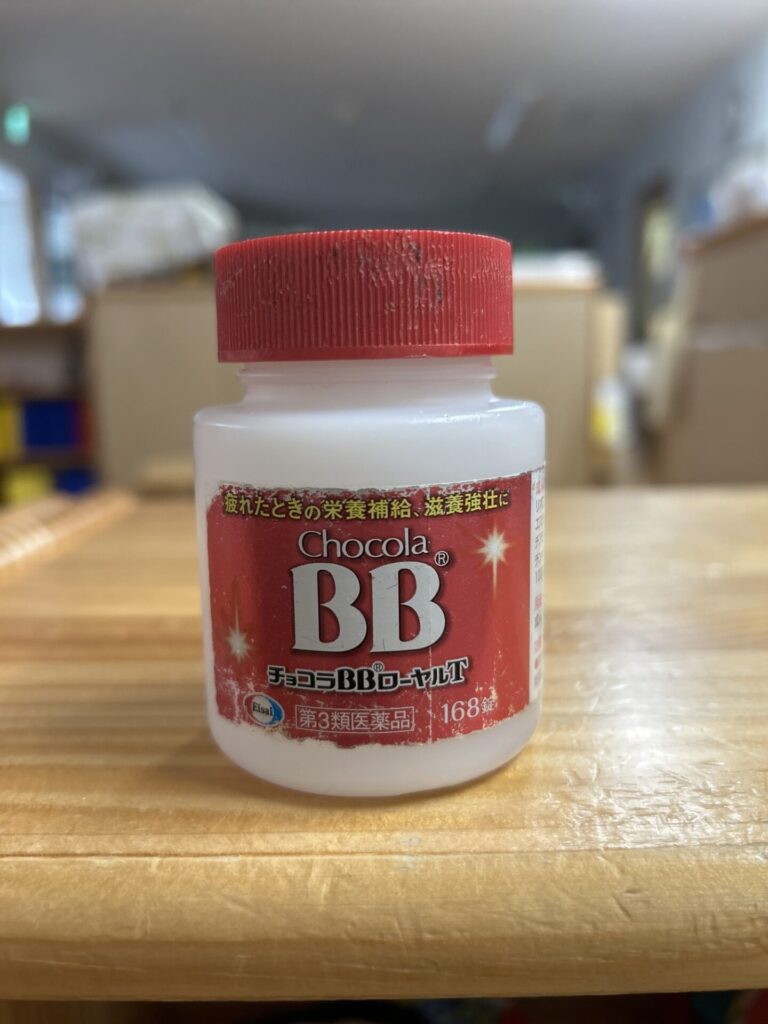 疲れたときの栄養補給、滋養強壮に
Chocola
BB®
チョコラBB®ローヤルT
Eisai
第3類医薬品
168錠